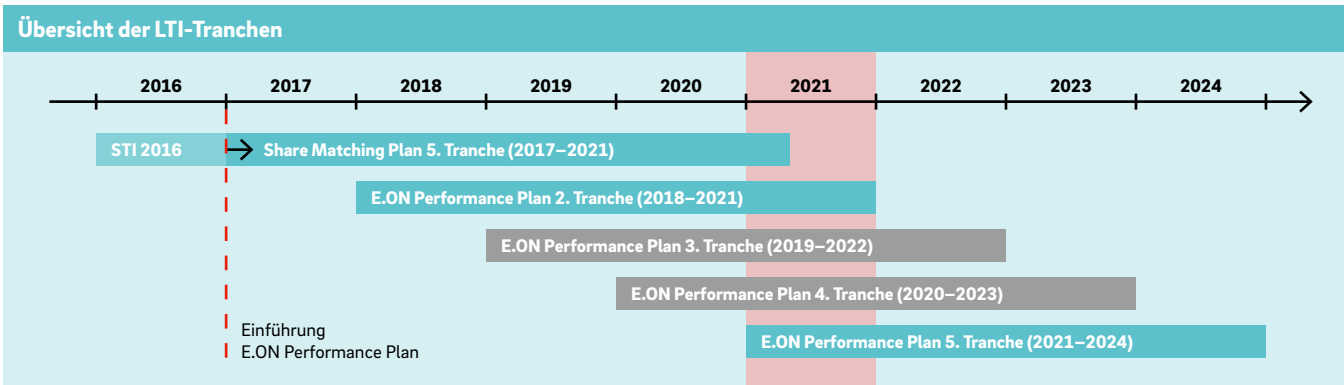 Übersicht der LTI-Tranchen
2016 2017 2018 2019 2020 2021 2022 2023 2024
STI 2016 Share Matching Plan 5. Tranche (2017–2021)
E.ON Performance Plan 2. Tranche (2018–2021)
E.ON Performance Plan 3. Tranche (2019–2022)
E.ON Performance Plan 4. Tranche (2020–2023)
Einführung
E.ON Performance Plan
E.ON Performance Plan 5. Tranche (2021–2024)